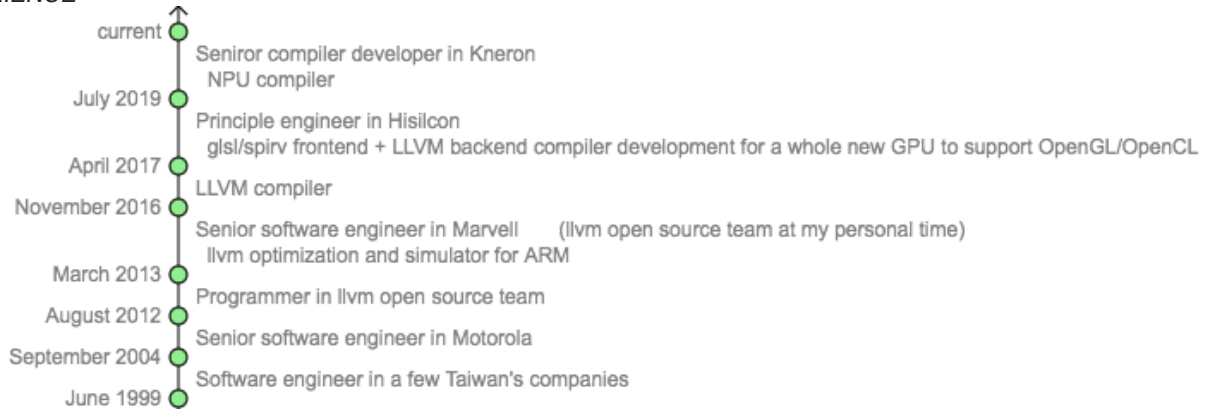 current
Seniror compiler developer in Kneron
NPU compiler
July 2019
Principle engineer in Hisilcon
glsl/spirv frontend + LLVM backend compiler development for a whole new GPU to support OpenGL/OpenCL
April 2017
LLVM compiler
November 2016
Senior software engineer in Marvell (llvm open source team at my personal time)
llvm optimization and simulator for ARM
March 2013
Programmer in llvm open source team
August 2012
Senior software engineer in Motorola
September 2004
Software engineer in a few Taiwan's companies
June 1999